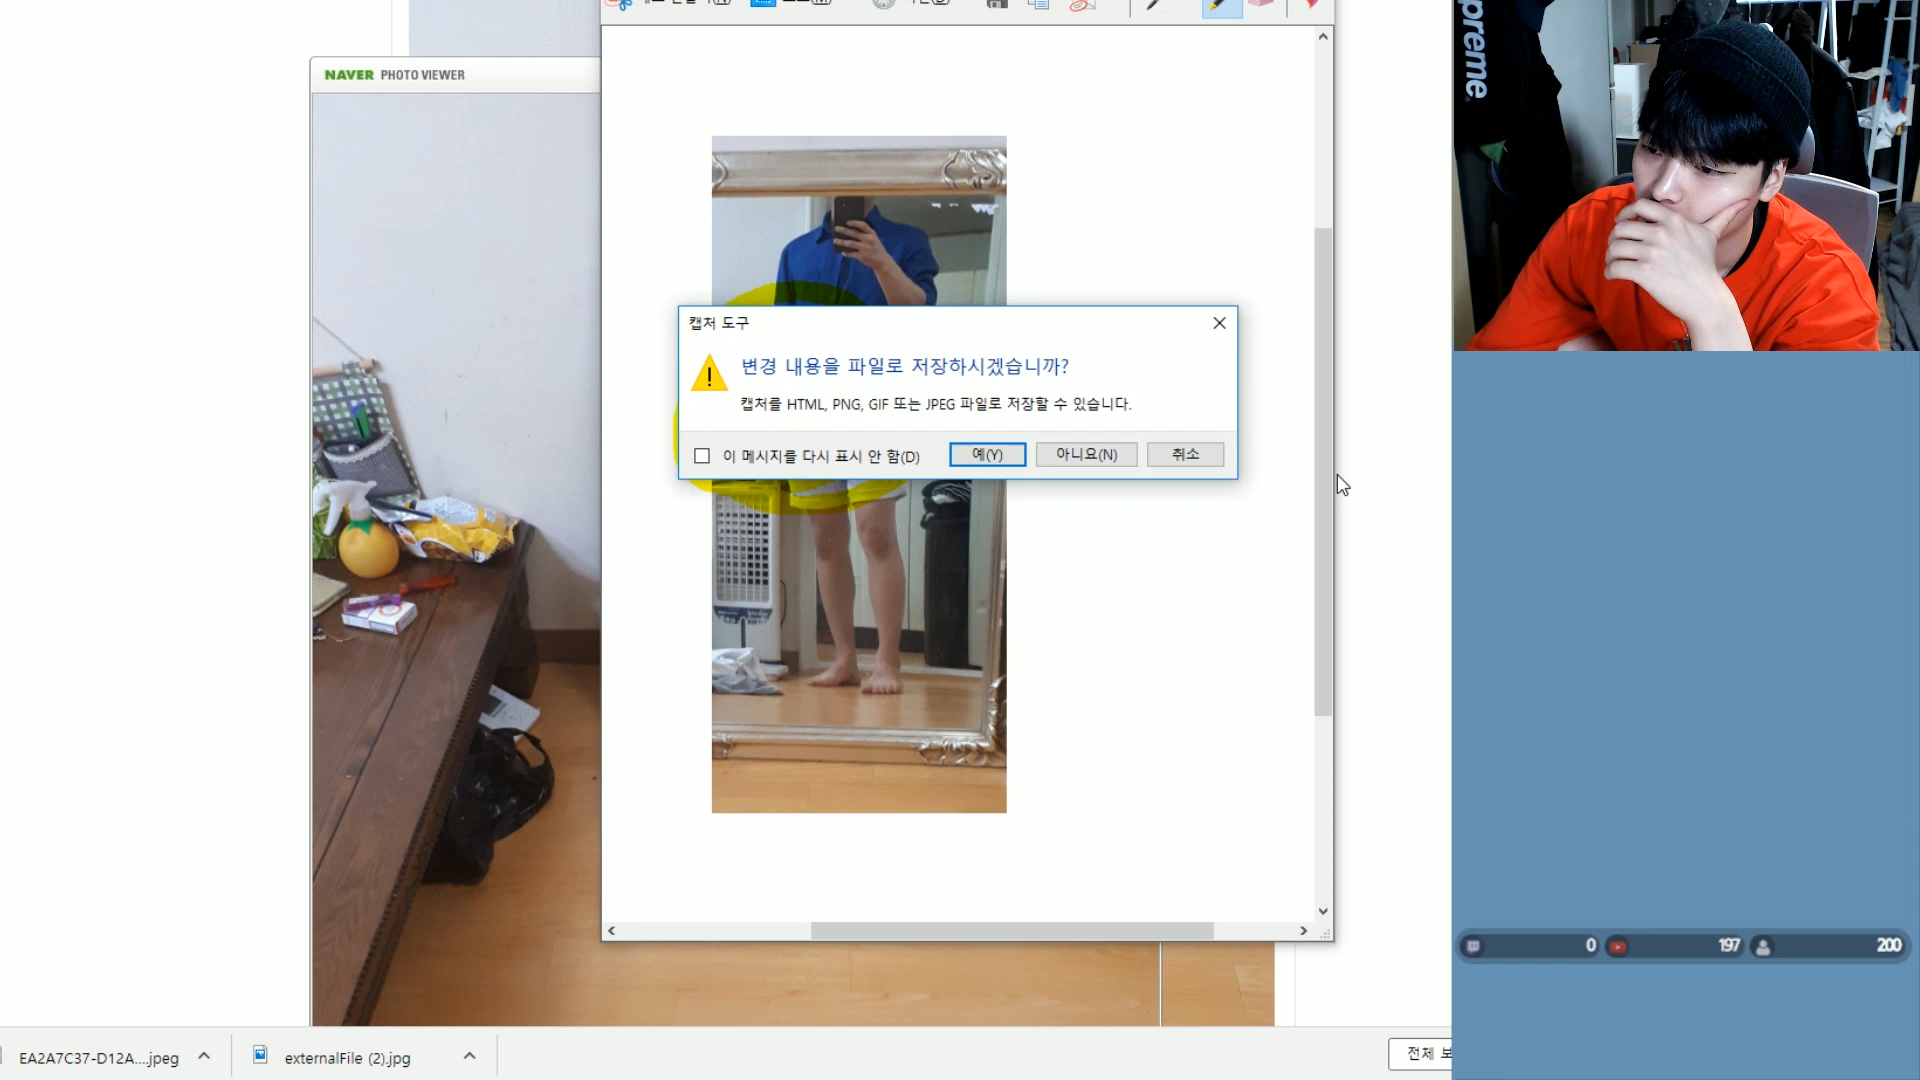 NAVER PHOTO VIEWER
캡처 도구
변경 내용을 파일로 저장하시겠습니까?
캡처를 HTML, PNG, GIF 또는 JPEG 파일로 저장할 수 있습니다.
이 메시지를 다시 표시 안 함(D)
예(Y)
아니요(N)
취소
preme
0
197
200
EA2A7C37-D12A....jpeg
externalFile (2).jpg
전체 보